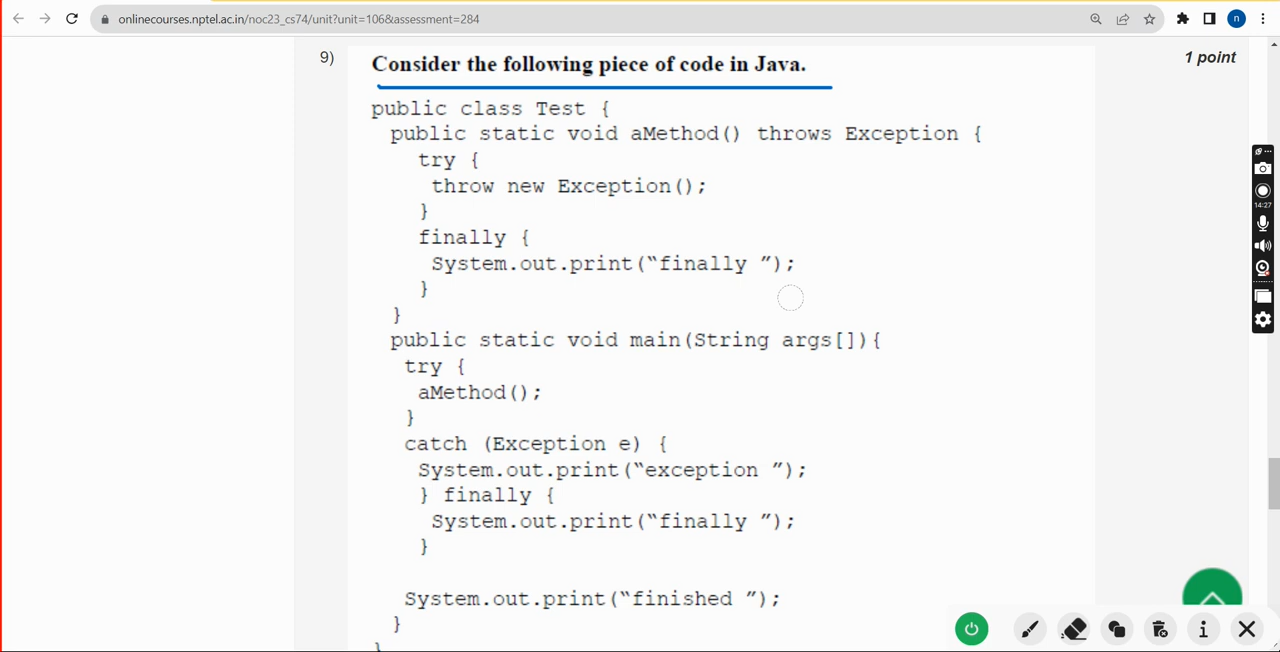 onlinecourses.nptel.ac.in/noc23_cs74/unit?unit=106&assessment=284
n
9)
Consider the following piece of code in Java.
1 point
public class Test {
public static void aMethod() throws Exception {
try {
throw new Exception();
}
finally {
System.out.print(“finally ”);
}
}
public static void main(String args[]){
try {
aMethod();
}
catch (Exception e) {
System.out.print(“exception ”);
} finally {
System.out.print(“finally ”);
}
System.out.print(“finished ”);
}
}
14:27